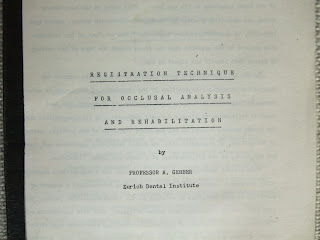 REGISTRATION TECHNIQUE
FOR OCCLUSAL ANALYSIS
AND REHABILITATION
by
PROFESSOR A. GERBER
Zurich Dental Institute